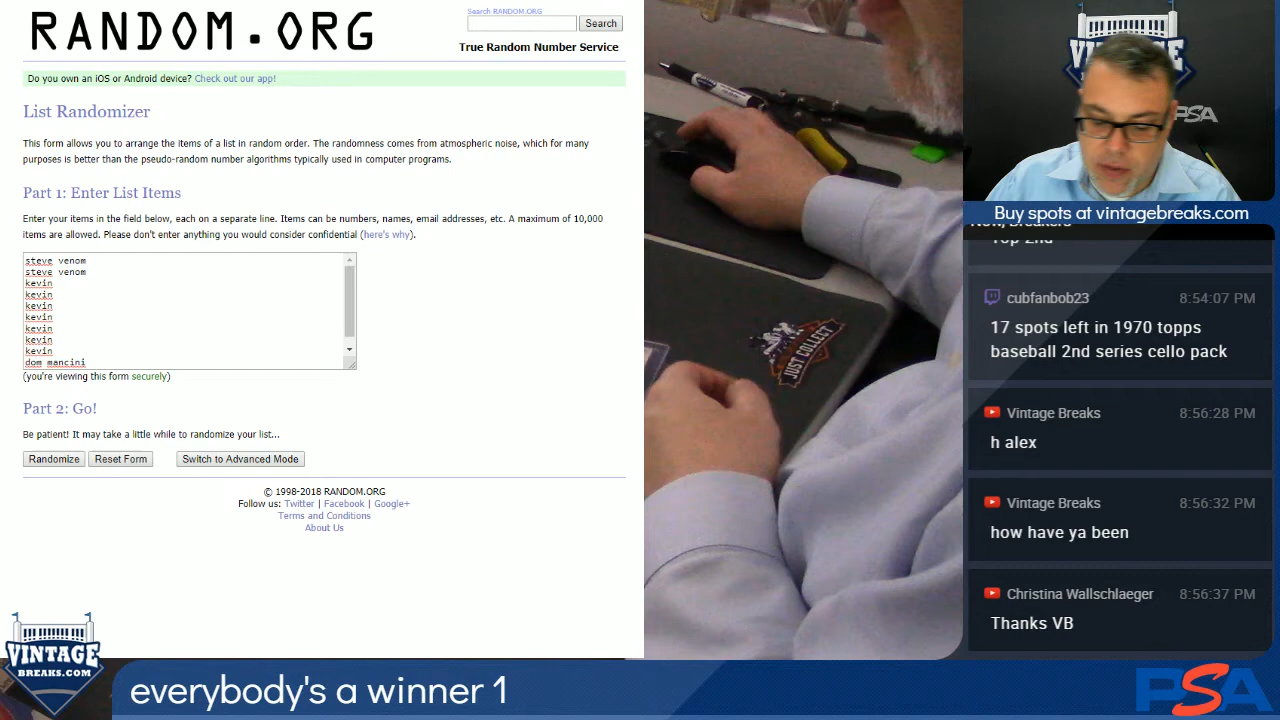 RANDOM.ORG
Search RANDOM.ORG
Search
True Random Number Service
Do you own an iOS or Android device? Check out our app!
List Randomizer
This form allows you to arrange the items of a list in random order. The randomness comes from atmospheric noise, which for many
purposes is better than the pseudo-random number algorithms typically used in computer programs.
Part 1: Enter List Items
Enter your items in the field below, each on a separate line. Items can be numbers, names, email addresses, etc. A maximum of 10,000
items are allowed. Please don't enter anything you would consider confidential (here's why).
steve venom
steve venom
kevin
kevin
kevin
kevin
kevin
kevin
kevin
dom mancini
(you're viewing this form securely)
Part 2: Go!
Be patient! It may take a little while to randomize your list...
Randomize
Reset Form
Switch to Advanced Mode
© 1998-2018 RANDOM.ORG
Follow us: Twitter | Facebook | Google+
Terms and Conditions
About Us
JUST COLLECT
VINTAGE
PSA
Buy spots at vintagebreaks.com
Top 2nd
cubfanbob23 8:54:07 PM
17 spots left in 1970 topps
baseball 2nd series cello pack
Vintage Breaks 8:56:28 PM
h alex
Vintage Breaks 8:56:32 PM
how have ya been
Christina Wallschlaeger 8:56:37 PM
Thanks VB
VINTAGE
BREAKS.COM
everybody's a winner 1
PSA